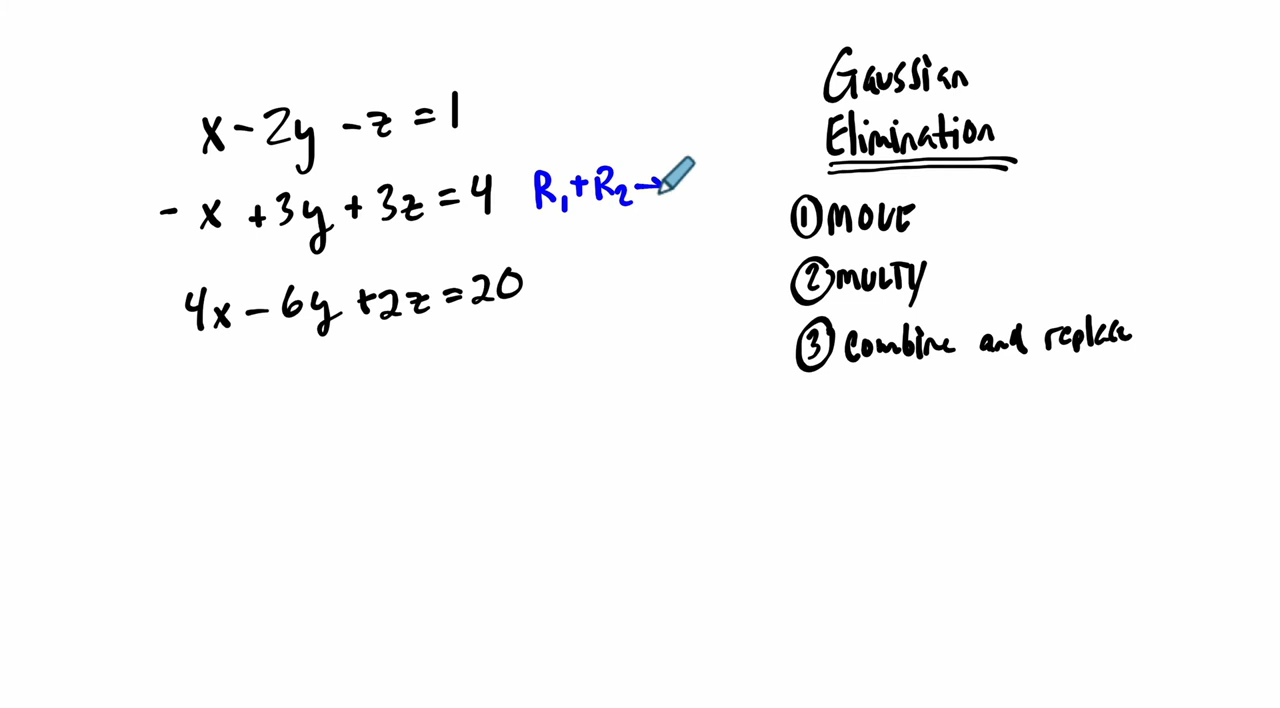 x - 2y - z = 1
- x + 3y + 3z = 4 R₁ + R₂ →
4x - 6y + 2z = 20
Gaussian
Elimination
① MOVE
② MULTY
③ combine and replace